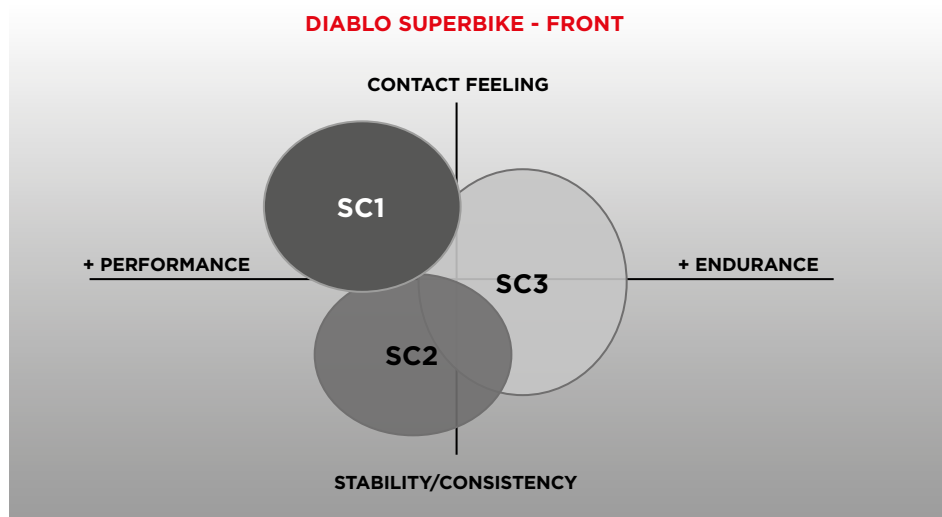 DIABLO SUPERBIKE - FRONT
CONTACT FEELING
SC1
+ PERFORMANCE
+ ENDURANCE
SC3
SC2
STABILITY/CONSISTENCY